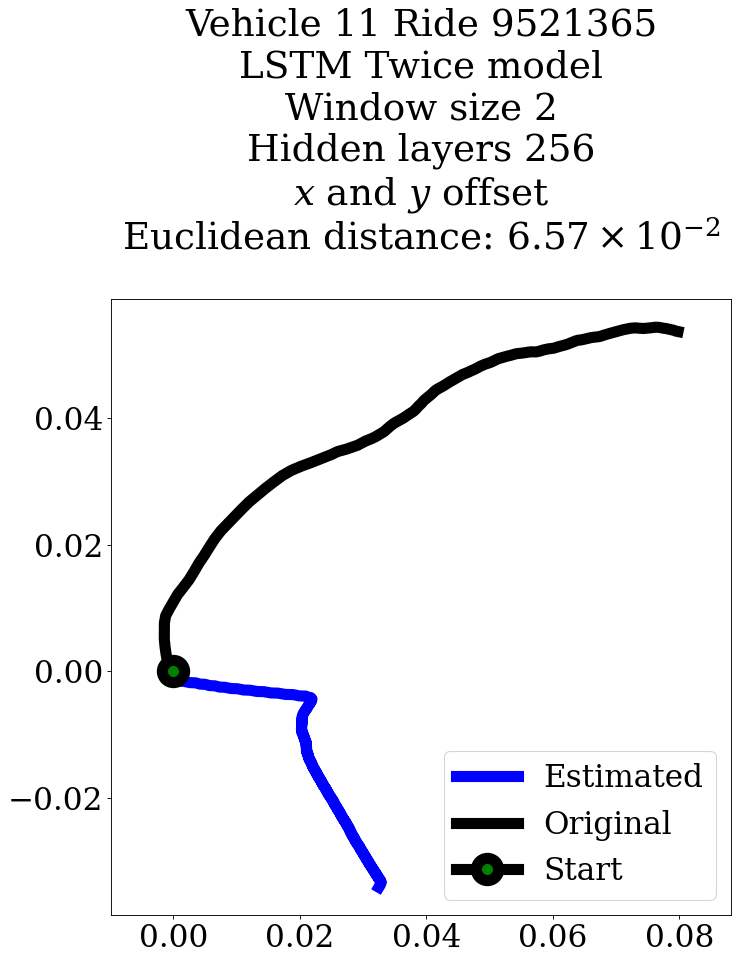 Vehicle 11 Ride 9521365
LSTM Twice model
Window size 2
Hidden layers 256
x and y offset
Euclidean distance: 6.57 × 10⁻²
0.04
0.02
0.00
−0.02
Estimated
Original
Start
0.00 0.02 0.04 0.06 0.08